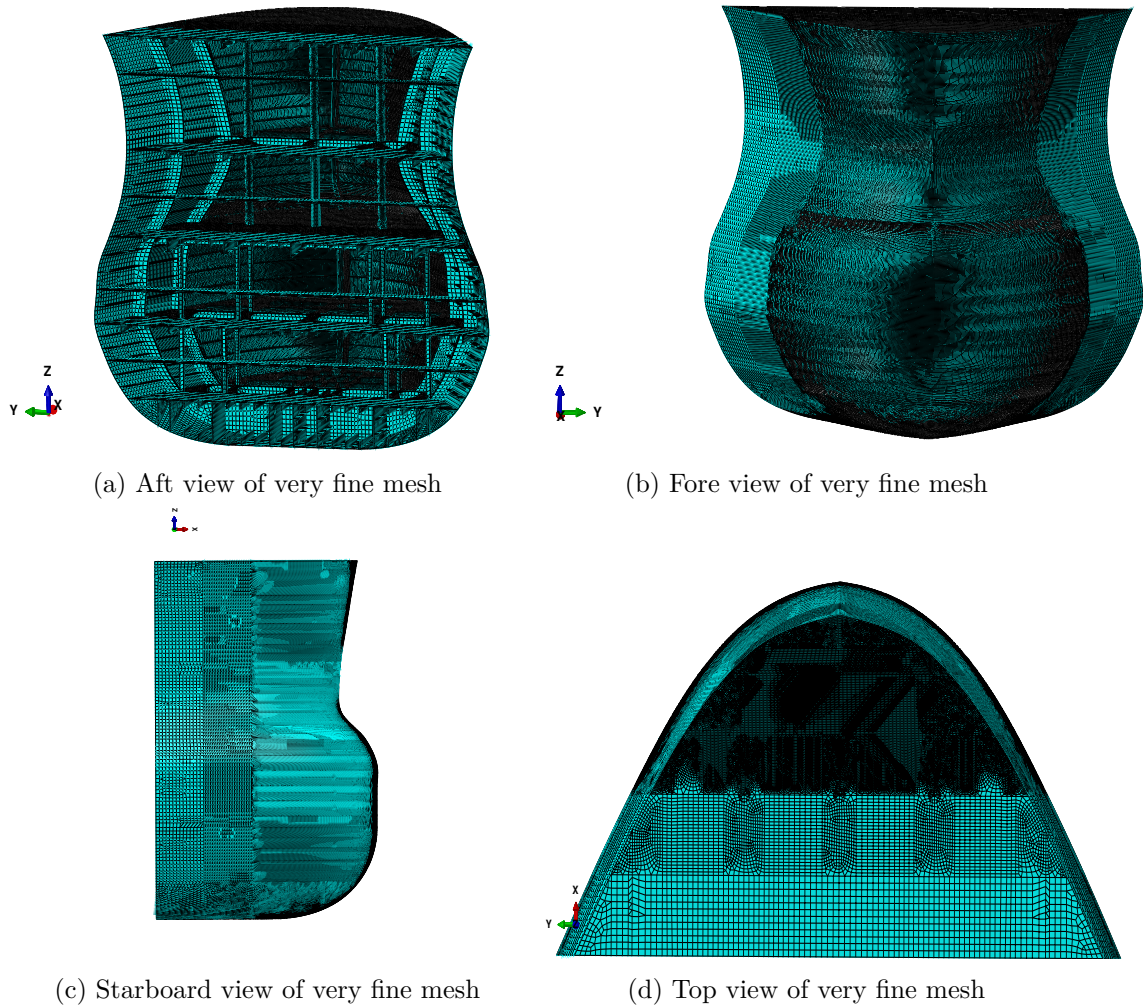 Z
Y
X
(a) Aft view of very fine mesh
Z
X
Y
(b) Fore view of very fine mesh
Z
X
(c) Starboard view of very fine mesh
X
Y
(d) Top view of very fine mesh